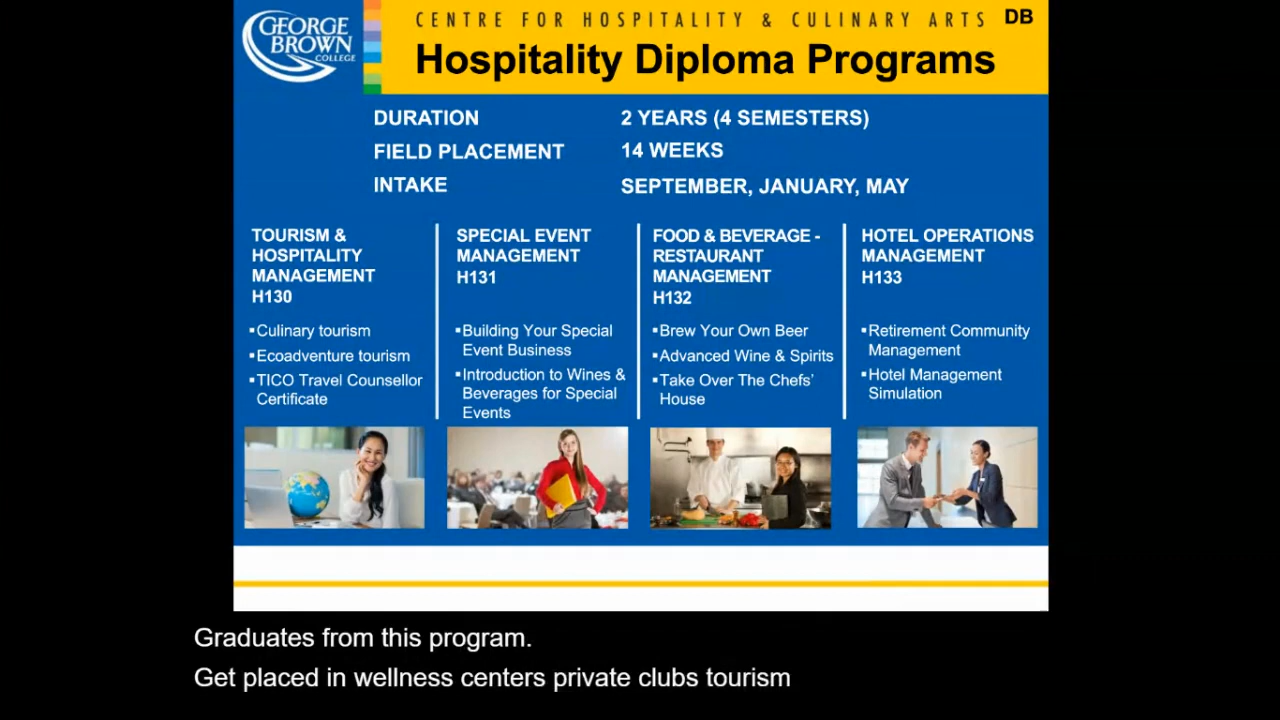 GEORGE
BROWN
COLLEGE
CENTRE FOR HOSPITALITY & CULINARY ARTS
DB
Hospitality Diploma Programs
DURATION 2 YEARS (4 SEMESTERS)
FIELD PLACEMENT 14 WEEKS
INTAKE SEPTEMBER, JANUARY, MAY
TOURISM &
HOSPITALITY
MANAGEMENT
H130
▪Culinary tourism
▪Ecoadventure tourism
▪TICO Travel Counsellor
Certificate
SPECIAL EVENT
MANAGEMENT
H131
▪Building Your Special
Event Business
▪Introduction to Wines &
Beverages for Special
Events
FOOD & BEVERAGE -
RESTAURANT
MANAGEMENT
H132
▪Brew Your Own Beer
▪Advanced Wine & Spirits
▪Take Over The Chefs'
House
HOTEL OPERATIONS
MANAGEMENT
H133
▪Retirement Community
Management
▪Hotel Management
Simulation
Graduates from this program.
Get placed in wellness centers private clubs tourism